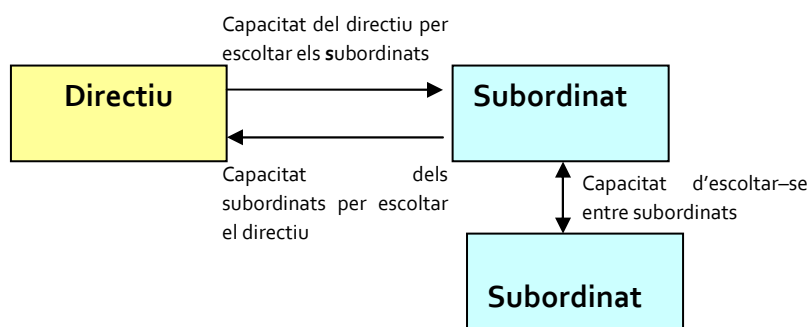 Capacitat del directiu per
escoltar els subordinats
Directiu
Subordinat
Capacitat dels
subordinats per escoltar
el directiu
Capacitat d'escoltar–se
entre subordinats
Subordinat